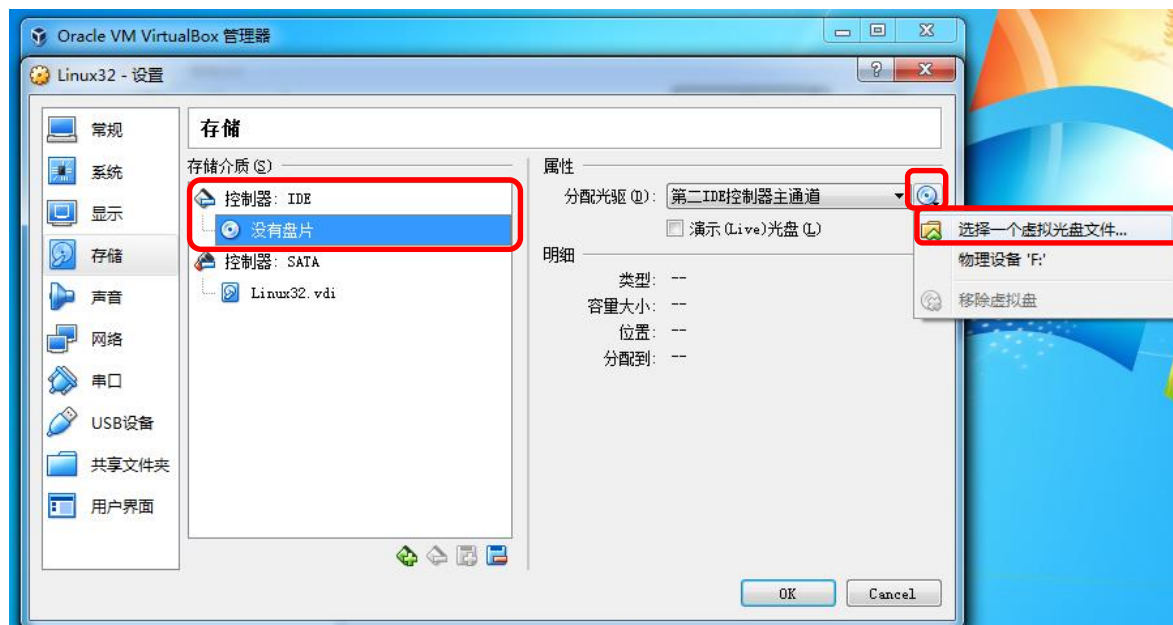 Oracle VM VirtualBox 管理器
Linux32 - 设置
常规
系统
显示
存储
声音
网络
串口
USB设备
共享文件夹
用户界面
存储
存储介质(S)
控制器: IDE
没有盘片
控制器: SATA
Linux32.vdi
属性
分配光驱(D): 第二IDE控制器主通道
演示(Live)光盘(L)
明细
类型: --
容量大小: --
位置: --
分配到: --
选择一个虚拟光盘文件...
物理设备 'F:'
移除虚拟盘
OK Cancel